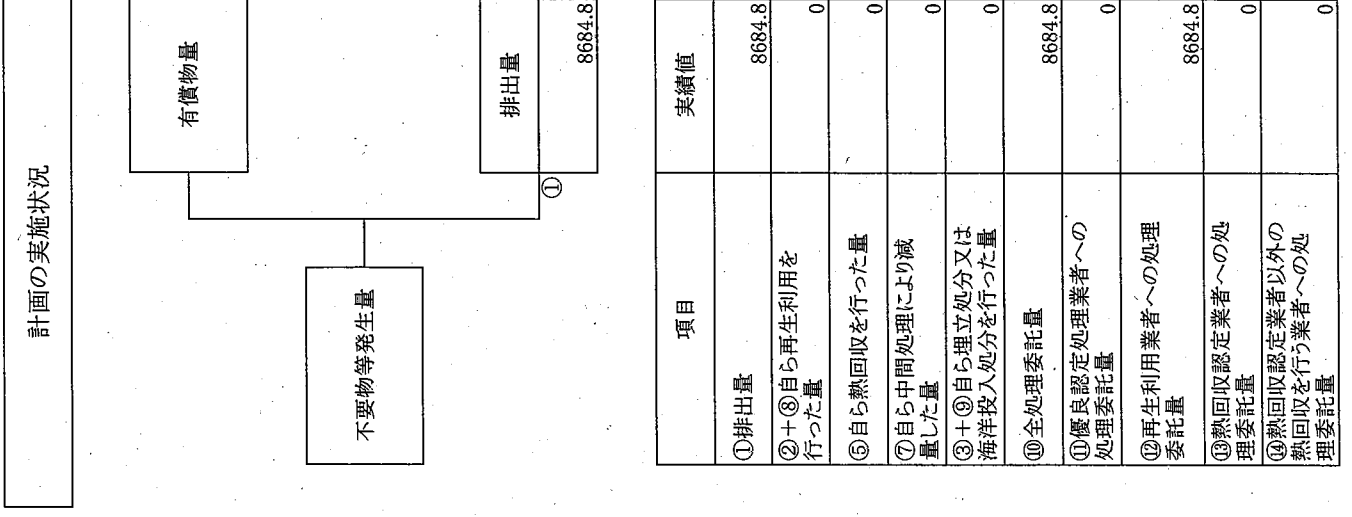 計画の実施状況
有償物量
不要物等発生量
排出量
①
8684.8
項目
実績値
①排出量
8684.8
②+⑧自ら再生利用を
行った量
0
⑤自ら熱回収を行った量
0
⑦自ら中間処理により減
量した量
0
③+⑨自ら埋立処分又は
海洋投入処分を行った量
0
⑩全処理委託量
8684.8
⑪優良認定処理業者への
処理委託量
0
⑫再生利用業者への処理
委託量
8684.8
⑬熱回収認定業者への処
理委託量
0
⑭熱回収認定業者以外の
熱回収を行う業者への処
理委託量
0